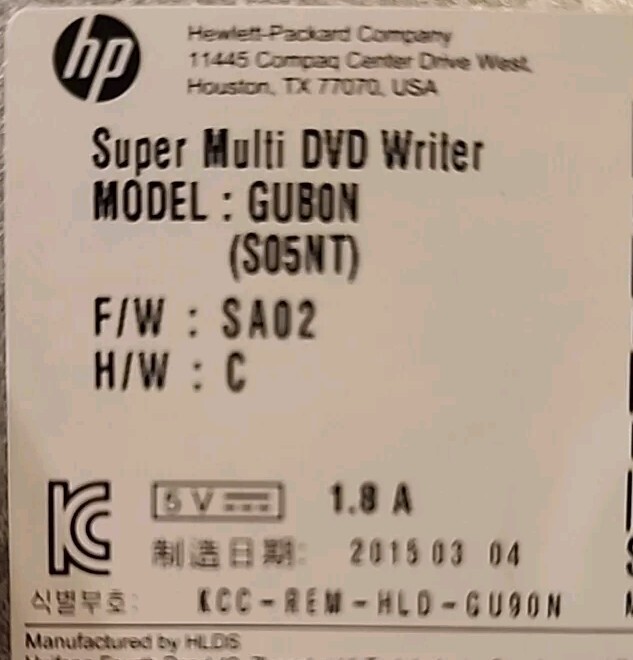 hp
Hewlett-Packard Company
11445 Compaq Center Drive West,
Houston, TX 77070, USA
Super Multi DVD Writer
MODEL : GUB0N
(S05NT)
F/W : SA02
H/W : C
5 V 1.8 A
制造日期: 2015 03 04
식별부호: KCC-REM-HLD-GU90N
Manufactured by HLDS